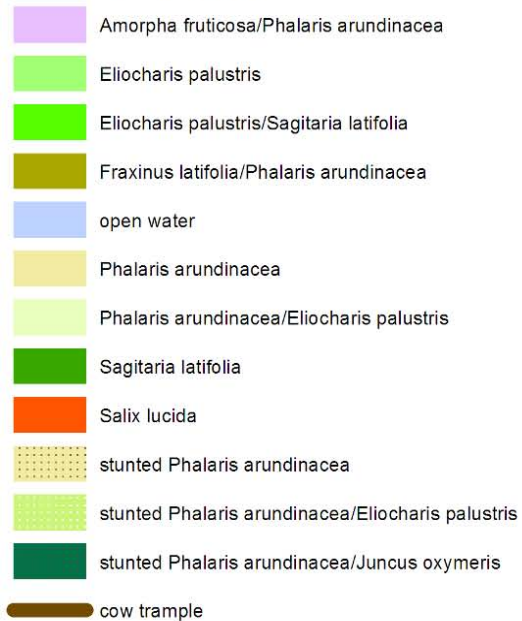 Amorpha fruticosa/Phalaris arundinacea
Eliocharis palustris
Eliocharis palustris/Sagitaria latifolia
Fraxinus latifolia/Phalaris arundinacea
open water
Phalaris arundinacea
Phalaris arundinacea/Eliocharis palustris
Sagitaria latifolia
Salix lucida
stunted Phalaris arundinacea
stunted Phalaris arundinacea/Eliocharis palustris
stunted Phalaris arundinacea/Juncus oxymeris
cow trample